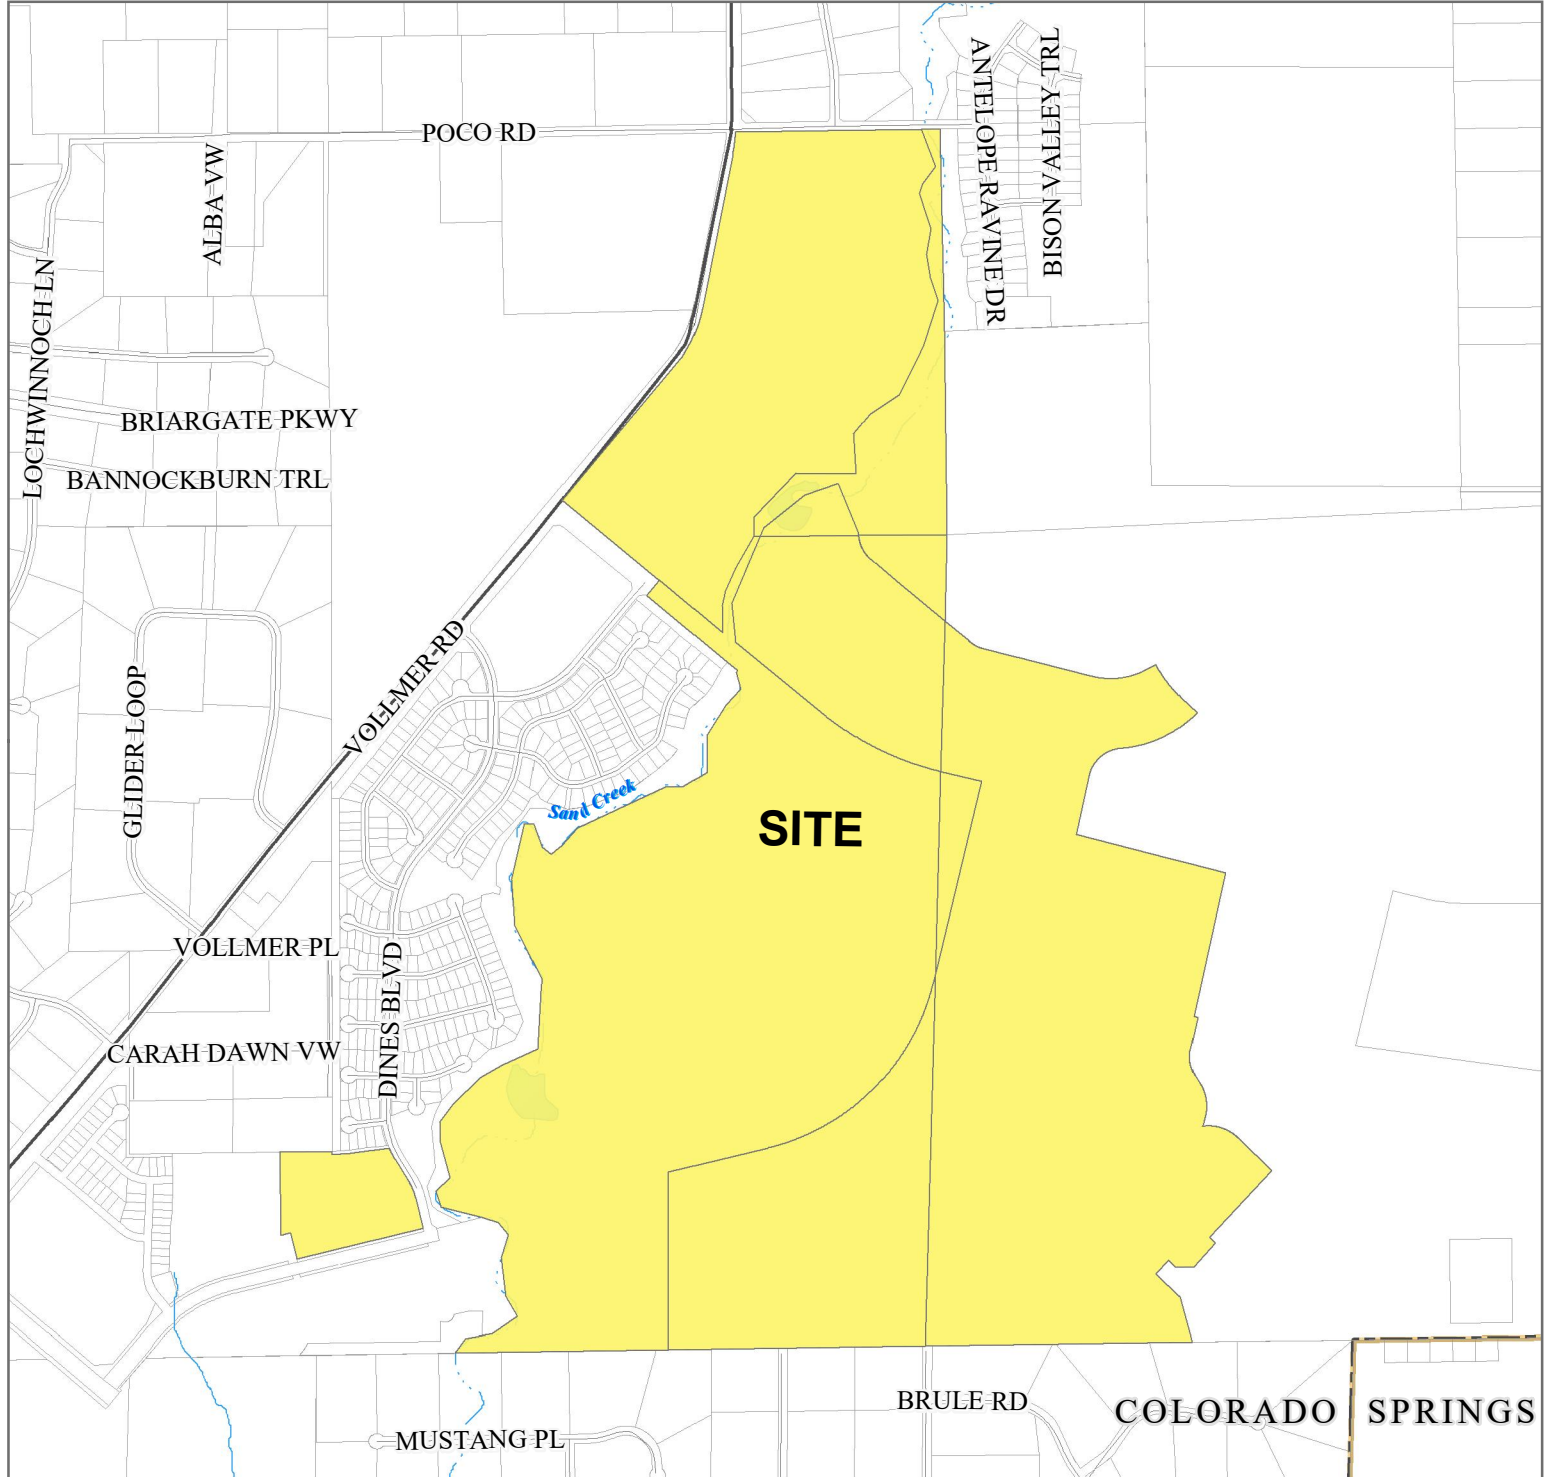 ANTELOPE RAVINE DR
BISON VALLEY TRL
POCO RD
ALBA VW
LOCHWINNOCH LN
BRIARGATE PKWY
BANNOCKBURN TRL
VOLLMER RD
GLIDER LOOP
Sand Creek
SITE
VOLLMER PL
DINES BLVD
CARAH DAWN VW
BRULE RD
COLORADO SPRINGS
MUSTANG PL